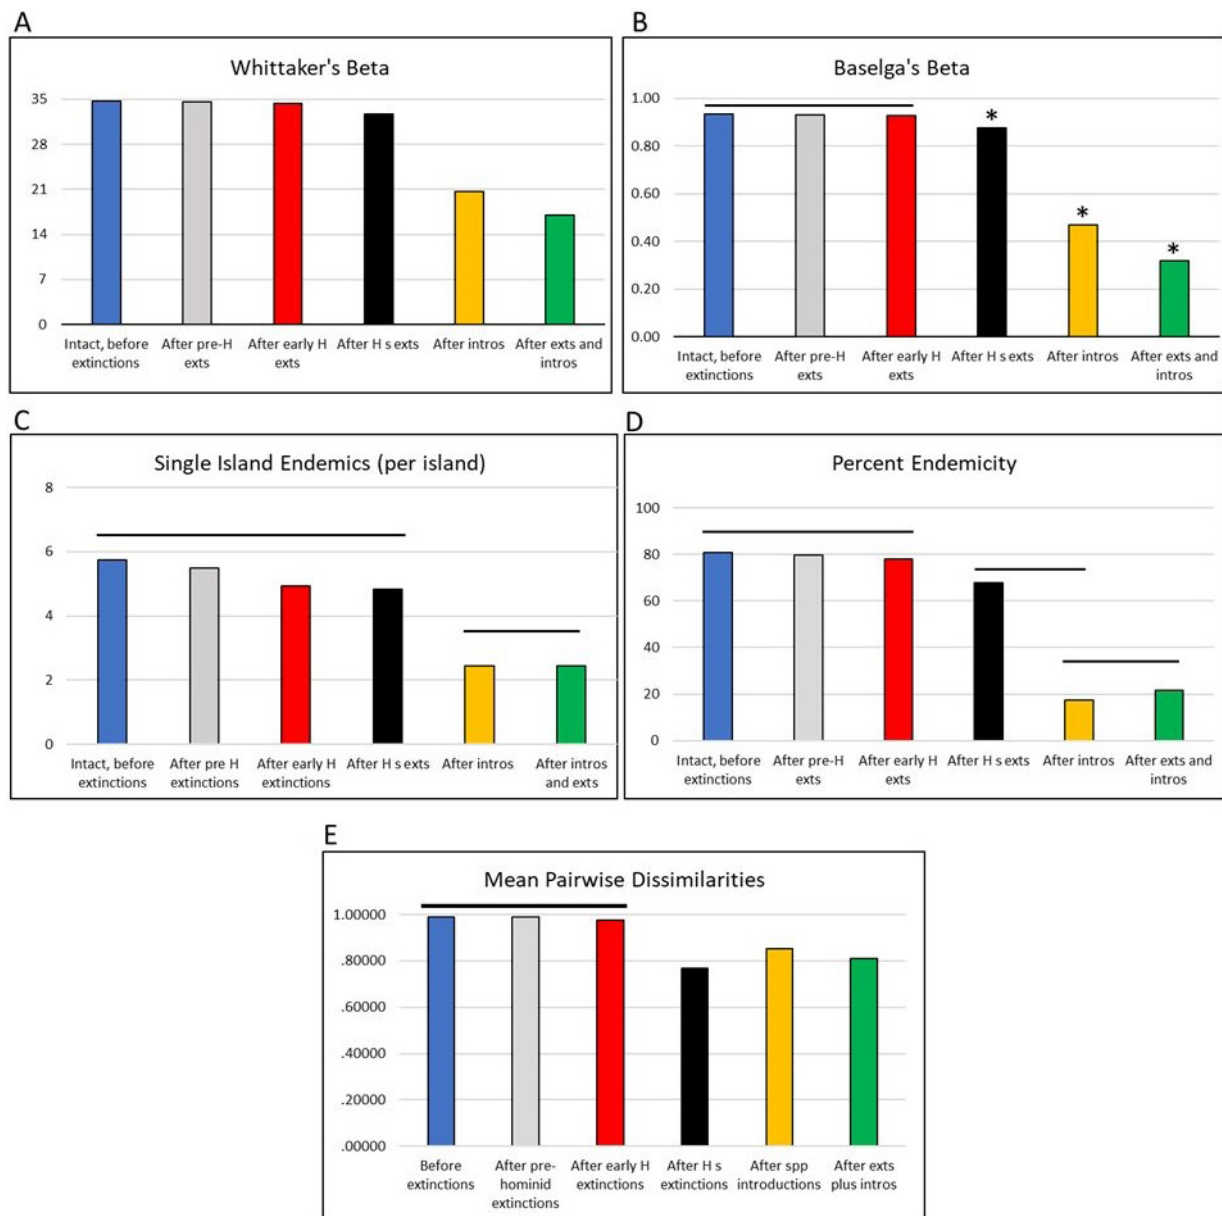 A
Whittaker's Beta
35
28
21
14
7
0
Intact, before
extinctions
After pre-H
exts
After early H
exts
After H s exts
After intros
After exts and
intros
B
Baselga's Beta
1.00
0.80
0.60
0.40
0.20
0.00
*
*
*
Intact, before
extinctions
After pre-H
exts
After early H
exts
After H s exts
After intros
After exts and
intros
C
Single Island Endemics (per island)
8
6
4
2
0
Intact, before
extinctions
After pre H
extinctions
After early H
extinctions
After H s exts
After intros
After intros
and exts
D
Percent Endemicity
100
80
60
40
20
0
Intact, before
extinctions
After pre-H
exts
After early H
exts
After H s exts
After intros
After exts and
intros
E
Mean Pairwise Dissimilarities
1.00000
.80000
.60000
.40000
.20000
.00000
Before
extinctions
After pre-
hominid
extinctions
After early H
extinctions
After H s
extinctions
After spp
introductions
After exts
plus intros